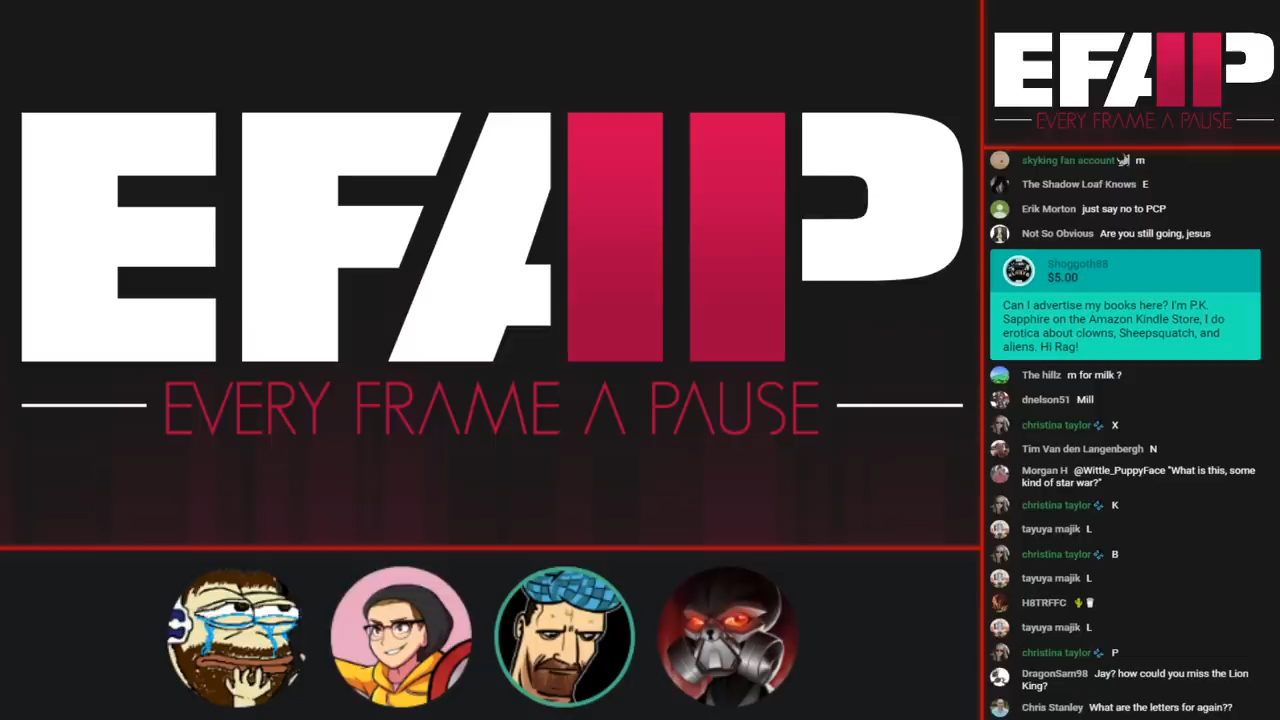 EFAP
EVERY FRAME A PAUSE
EFAP
EVERY FRAME A PAUSE
skyking fan account m
The Shadow Loaf Knows E
Erik Morton just say no to PCP
Not So Obvious Are you still going, jesus
Shoggoth88
$5.00
Can I advertise my books here? I'm P.K.
Sapphire on the Amazon Kindle Store, I do
erotica about clowns, Sheepsquatch, and
aliens. Hi Rag!
The hillz m for milk ?
dnelson51 Mill
christina taylor X
Tim Van den Langenbergh N
Morgan H @Wittle_PuppyFace "What is this, some
kind of star war?"
christina taylor K
tayuya majik L
christina taylor B
tayuya majik L
H8TRFFC
tayuya majik L
christina taylor P
DragonSam98 Jay? how could you miss the Lion
King?
Chris Stanley What are the letters for again??